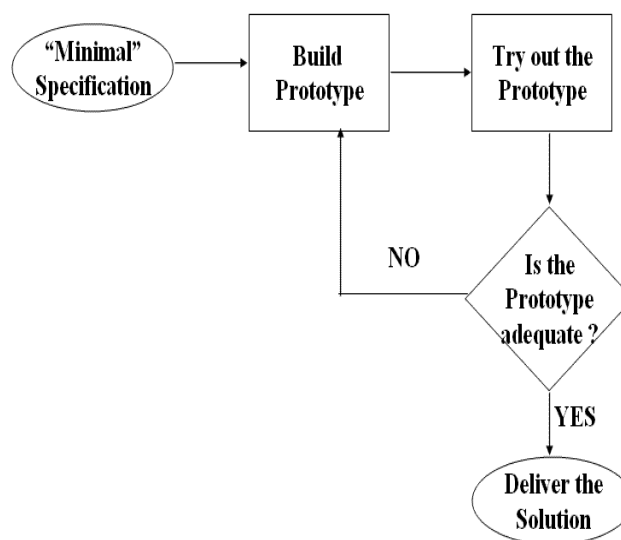 “Minimal”
Specification
Build
Prototype
Try out the
Prototype
Is the
Prototype
adequate ?
NO
YES
Deliver the
Solution